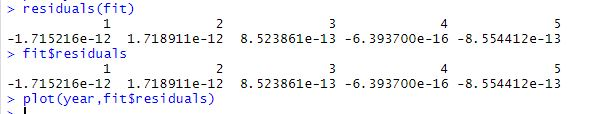 > residuals(fit)
1 2 3 4 5
-1.715216e-12 1.718911e-12 8.523861e-13 -6.393700e-16 -8.554412e-13
> fit$residuals
1 2 3 4 5
-1.715216e-12 1.718911e-12 8.523861e-13 -6.393700e-16 -8.554412e-13
> plot(year,fit$residuals)
>